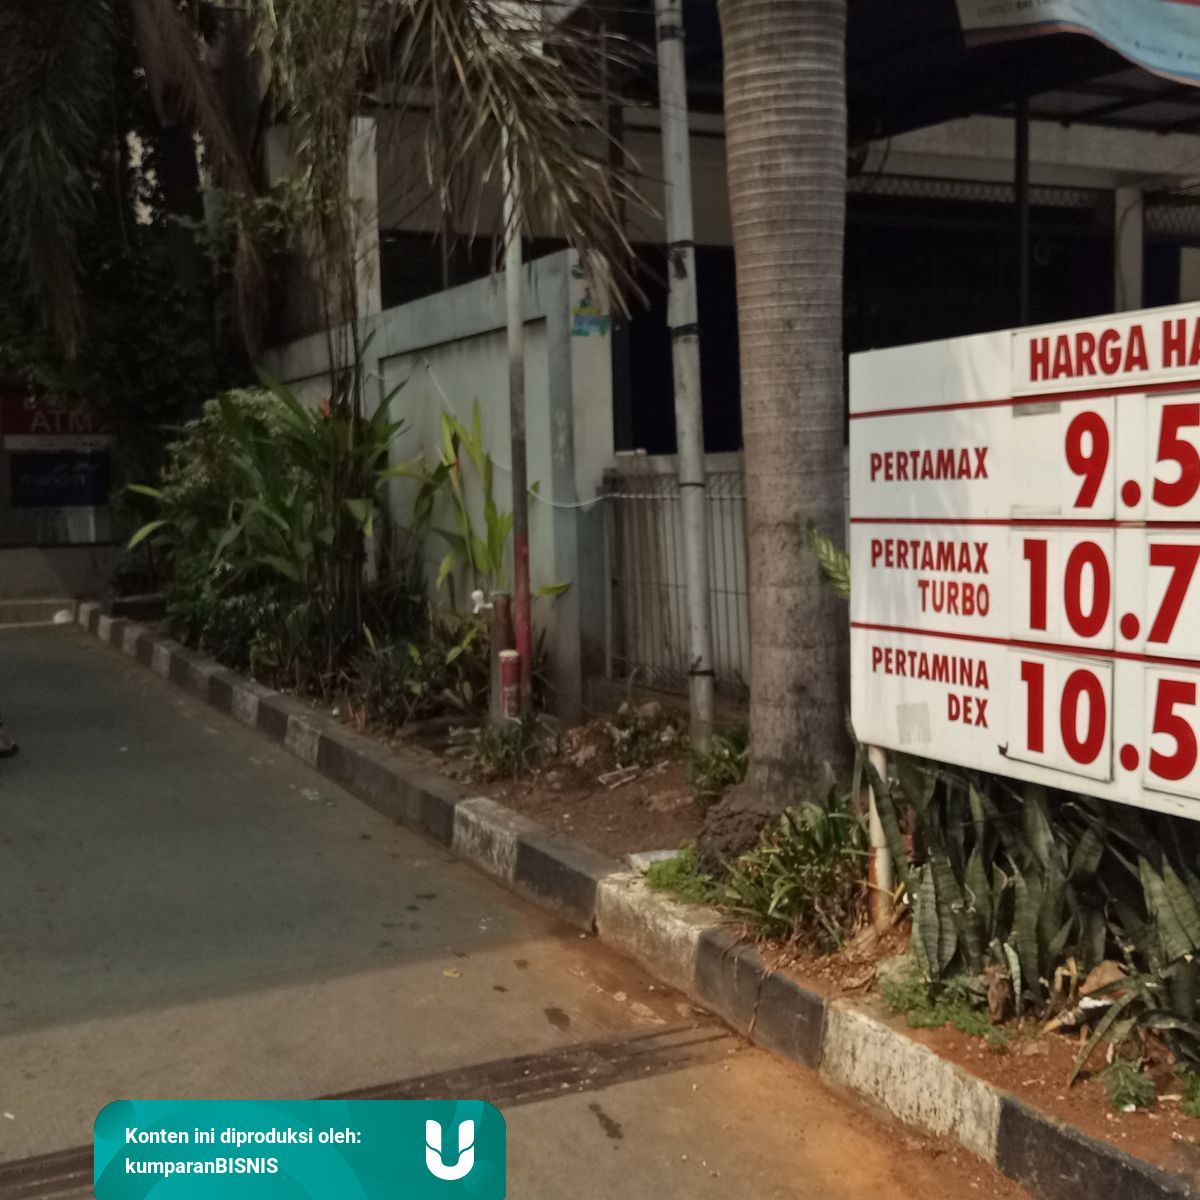 ATM
HARGA HA
PERTAMAX 9.5
PERTAMAX
TURBO 10.7
PERTAMINA
DEX 10.5
Konten ini diproduksi oleh:
kumparanBISNIS